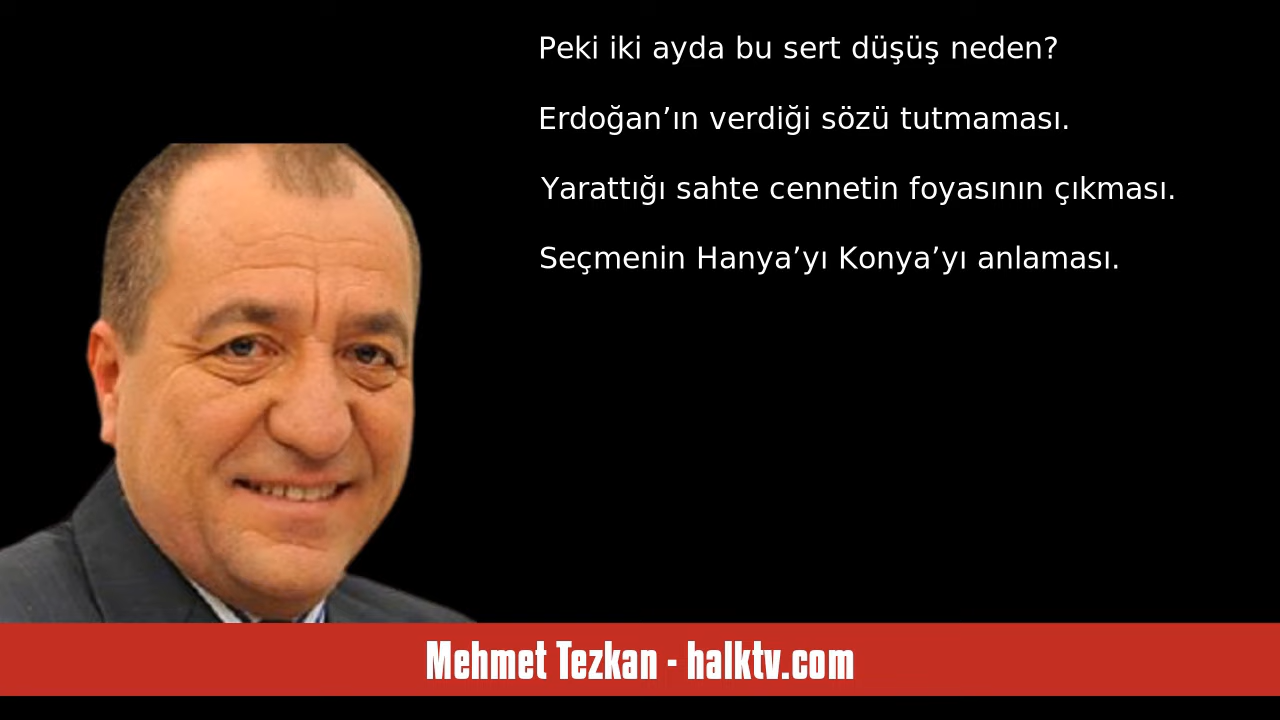 Peki iki ayda bu sert düşüş neden?
Erdoğan’ın verdiği sözü tutmaması.
Yarattığı sahte cennetin foyasının çıkması.
Seçmenin Hanya’yı Konya’yı anlaması.
Mehmet Tezkan - halktv.com